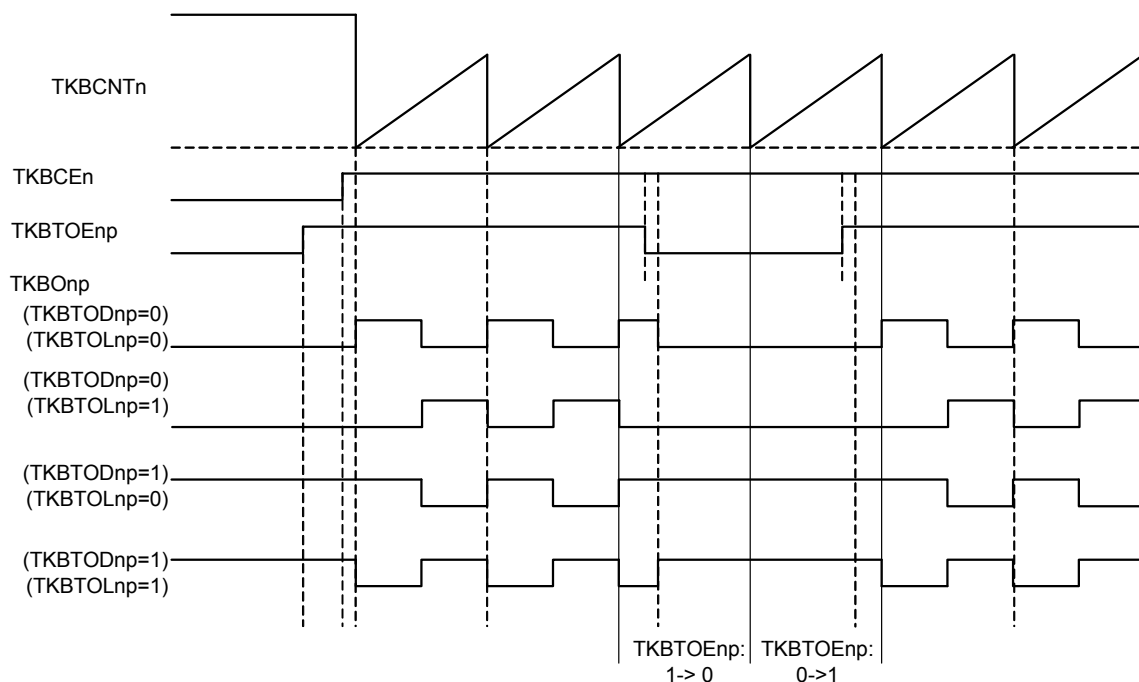 TKBCNTn
TKBCEn
TKBTOEnp
TKBOnp
(TKBTODnp=0)
(TKBTOLnp=0)
(TKBTODnp=0)
(TKBTOLnp=1)
(TKBTODnp=1)
(TKBTOLnp=0)
(TKBTODnp=1)
(TKBTOLnp=1)
TKBTOEnp:
1-> 0
TKBTOEnp:
0->1